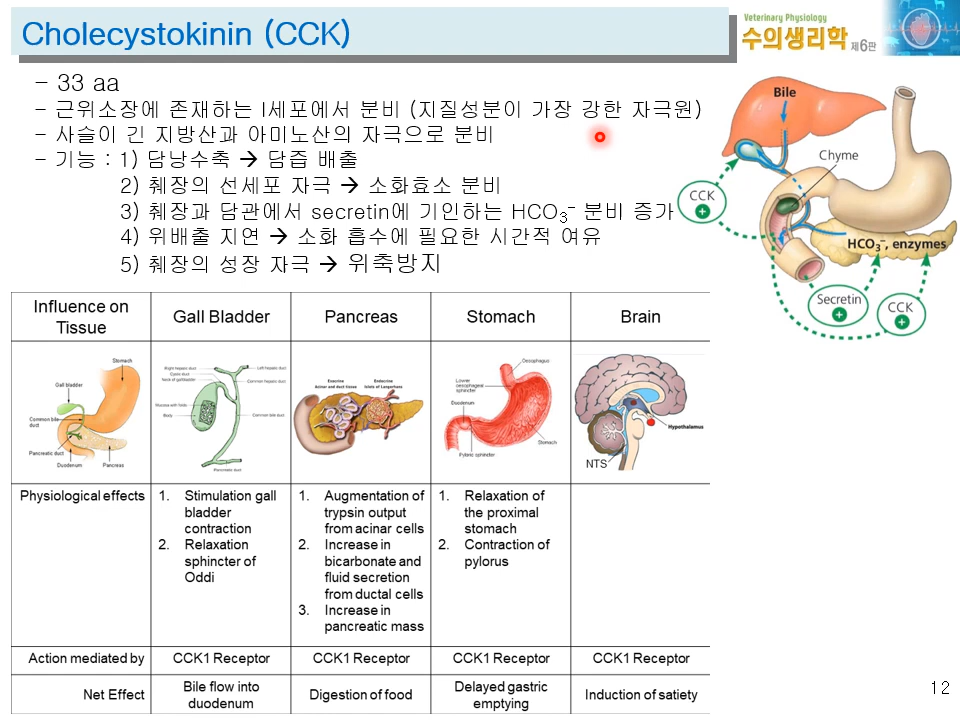 Cholecystokinin (CCK)
Veterinary Physiology
수의생리학 제6판
- 33 aa
- 근위소장에 존재하는 I세포에서 분비 (지질성분이 가장 강한 자극원)
- 사슬이 긴 지방산과 아미노산의 자극으로 분비
- 기능 : 1) 담낭수축 → 담즙 배출
2) 췌장의 선세포 자극 → 소화효소 분비
3) 췌장과 담관에서 secretin에 기인하는 HCO₃⁻ 분비 증가
4) 위배출 지연 → 소화 흡수에 필요한 시간적 여유
5) 췌장의 성장 자극 → 위축방지
Bile
Chyme
CCK
+
HCO₃⁻, enzymes
Secretin
+
CCK
+
Influence on
Tissue
Gall Bladder
Pancreas
Stomach
Brain
Stomach
Gall bladder
Common bile
duct
Pancreatic duct
Duodenum
Pancreas
Right hepatic duct
Cystic duct
Neck of gallbladder
Left hepatic duct
Common hepatic duct
Mucosa with folds
Body
Common bile duct
Pancreatic duct
Exocrine
Acinar and duct tissue
Endocrine
Islets of Langerhans
Oesophagus
Lower
oesophageal
sphincter
Duodenum
Pyloric sphincter
Stomach
Hypothalamus
NTS
Physiological effects
1. Stimulation gall
bladder
contraction
2. Relaxation
sphincter of
Oddi
1. Augmentation of
trypsin output
from acinar cells
2. Increase in
bicarbonate and
fluid secretion
from ductal cells
3. Increase in
pancreatic mass
1. Relaxation of
the proximal
stomach
2. Contraction of
pylorus
Action mediated by
CCK1 Receptor
CCK1 Receptor
CCK1 Receptor
CCK1 Receptor
Net Effect
Bile flow into
duodenum
Digestion of food
Delayed gastric
emptying
Induction of satiety
12